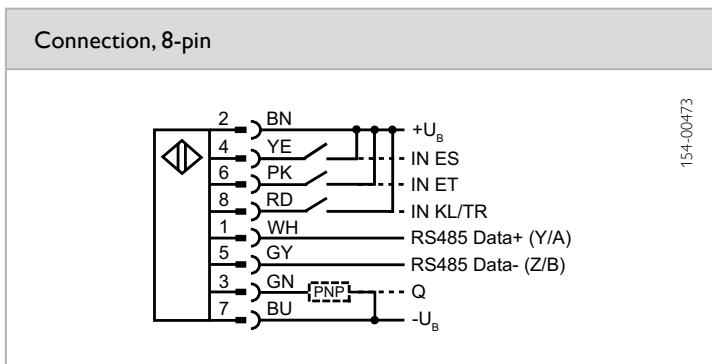 Connection, 8-pin
2 BN +U_B
4 YE IN ES
6 PK IN ET
8 RD IN KL/TR
1 WH RS485 Data+ (Y/A)
5 GY RS485 Data- (Z/B)
3 GN PNP Q
7 BU -U_B
154-00473